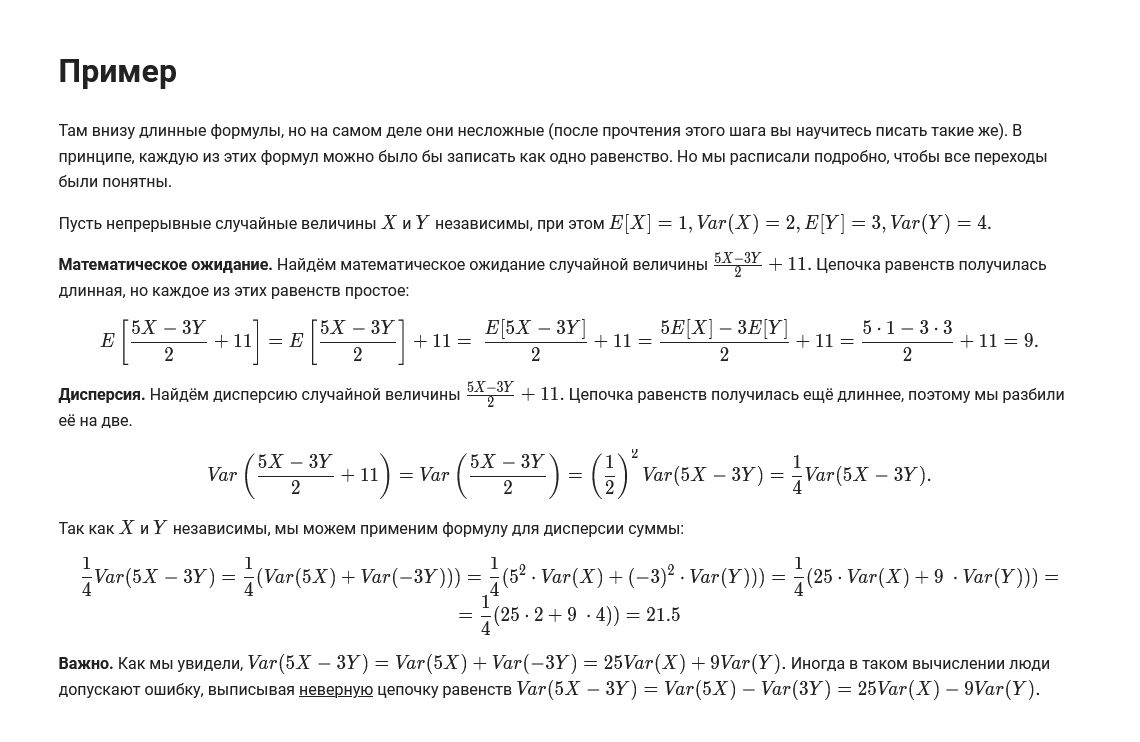 Пример
Там внизу длинные формулы, но на самом деле они несложные (после прочтения этого шага вы научитесь писать такие же). В
принципе, каждую из этих формул можно было бы записать как одно равенство. Но мы расписали подробно, чтобы все переходы
были понятны.
Пусть непрерывные случайные величины $X$ и $Y$ независимы, при этом $E[X] = 1, Var(X) = 2, E[Y] = 3, Var(Y) = 4.$
Математическое ожидание. Найдём математическое ожидание случайной величины $\frac{5X-3Y}{2} + 11.$ Цепочка равенств получилась
длинная, но каждое из этих равенств простое:
$E\left[\frac{5X-3Y}{2} + 11\right] = E\left[\frac{5X-3Y}{2}\right] + 11 = \frac{E[5X-3Y]}{2} + 11 = \frac{5E[X]-3E[Y]}{2} + 11 = \frac{5 \cdot 1 - 3 \cdot 3}{2} + 11 = 9.$
Дисперсия. Найдём дисперсию случайной величины $\frac{5X-3Y}{2} + 11.$ Цепочка равенств получилась ещё длиннее, поэтому мы разбили
её на две.
$Var\left(\frac{5X-3Y}{2} + 11\right) = Var\left(\frac{5X-3Y}{2}\right) = \left(\frac{1}{2}\right)^2 Var(5X-3Y) = \frac{1}{4}Var(5X-3Y).$
Так как $X$ и $Y$ независимы, мы можем применим формулу для дисперсии суммы:
$\frac{1}{4}Var(5X-3Y) = \frac{1}{4}(Var(5X) + Var(-3Y))) = \frac{1}{4}(5^2 \cdot Var(X) + (-3)^2 \cdot Var(Y))) = \frac{1}{4}(25 \cdot Var(X) + 9 \cdot Var(Y))) =$
$= \frac{1}{4}(25 \cdot 2 + 9 \cdot 4)) = 21.5$
Важно. Как мы увидели, $Var(5X-3Y) = Var(5X) + Var(-3Y) = 25Var(X) + 9Var(Y).$ Иногда в таком вычислении люди
допускают ошибку, выписывая неверную цепочку равенств $Var(5X-3Y) = Var(5X) - Var(3Y) = 25Var(X) - 9Var(Y).$